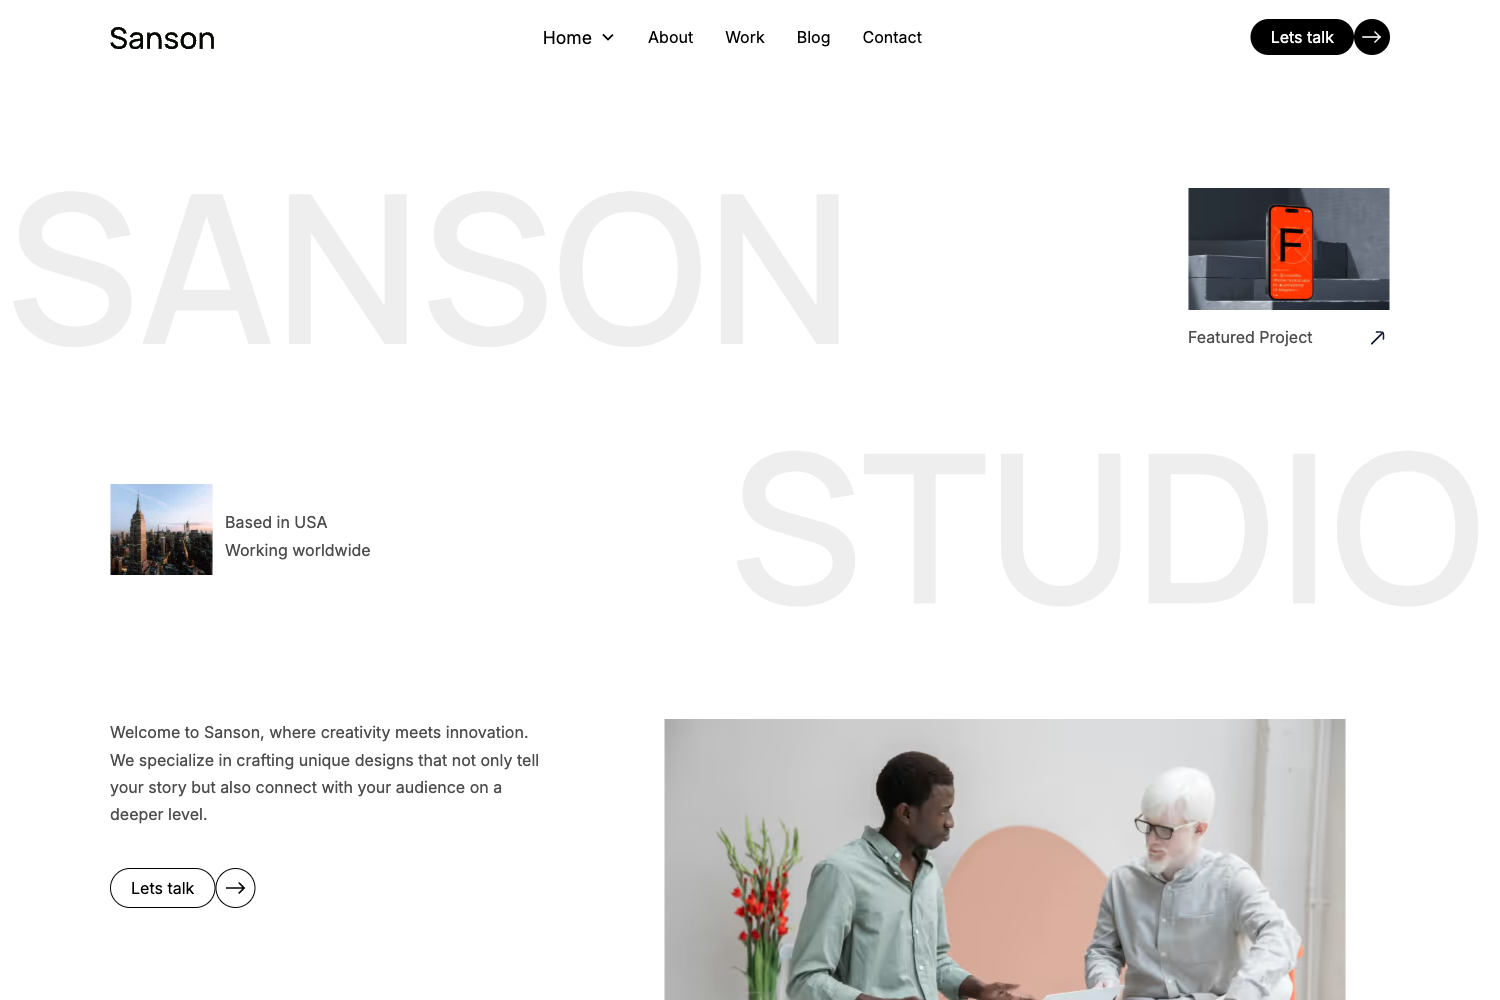 Sanson
Home
About
Work
Blog
Contact
Lets talk
SANSON
F
Featured Project
STUDIO
Based in USA
Working worldwide
Welcome to Sanson, where creativity meets innovation.
We specialize in crafting unique designs that not only tell
your story but also connect with your audience on a
deeper level.
Lets talk